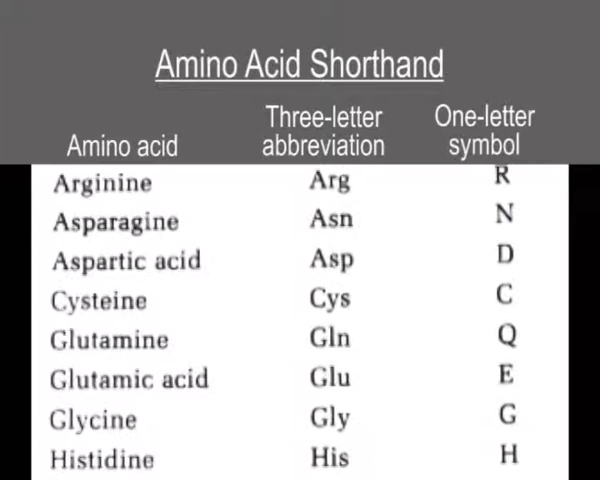 Amino Acid Shorthand
Amino acid Three-letter abbreviation One-letter symbol
Arginine Arg R
Asparagine Asn N
Aspartic acid Asp D
Cysteine Cys C
Glutamine Gln Q
Glutamic acid Glu E
Glycine Gly G
Histidine His H